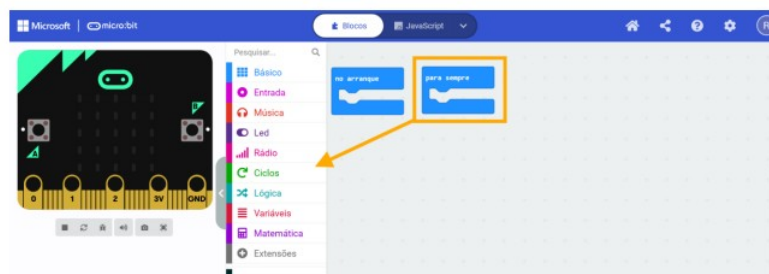 Microsoft
micro:bit
Blocos
JavaScript
R
Pesquisar...
Básico
Entrada
Música
Led
Rádio
Ciclos
Lógica
Variáveis
Matemática
Extensões
no arranque
para sempre
B
A
0 1 2 3V GND